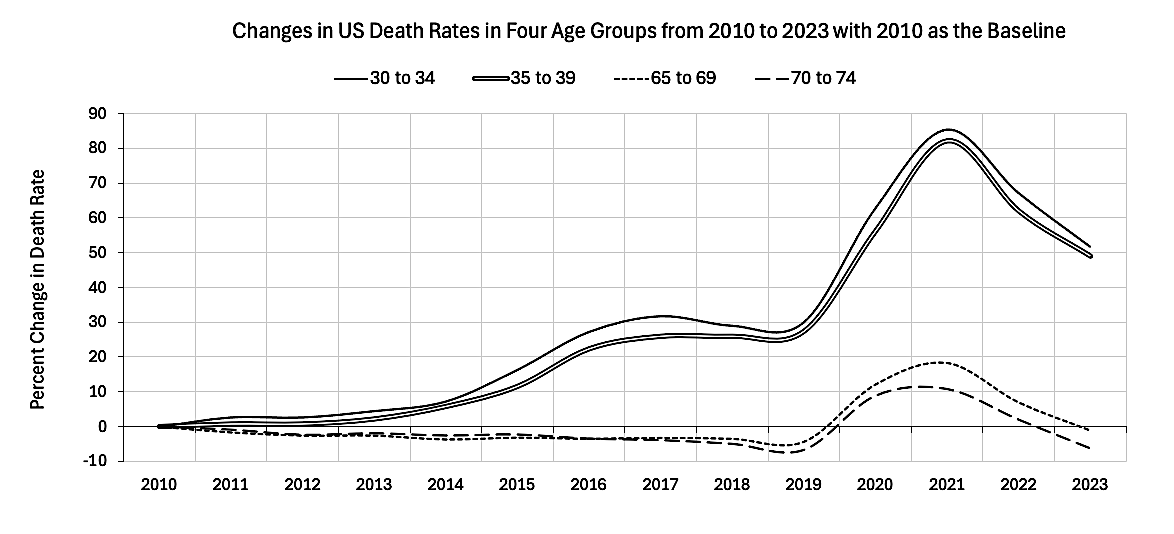 Changes in US Death Rates in Four Age Groups from 2010 to 2023 with 2010 as the Baseline
30 to 34 35 to 39 65 to 69 70 to 74
Percent Change in Death Rate
90
80
70
60
50
40
30
20
10
0
-10
2010 2011 2012 2013 2014 2015 2016 2017 2018 2019 2020 2021 2022 2023